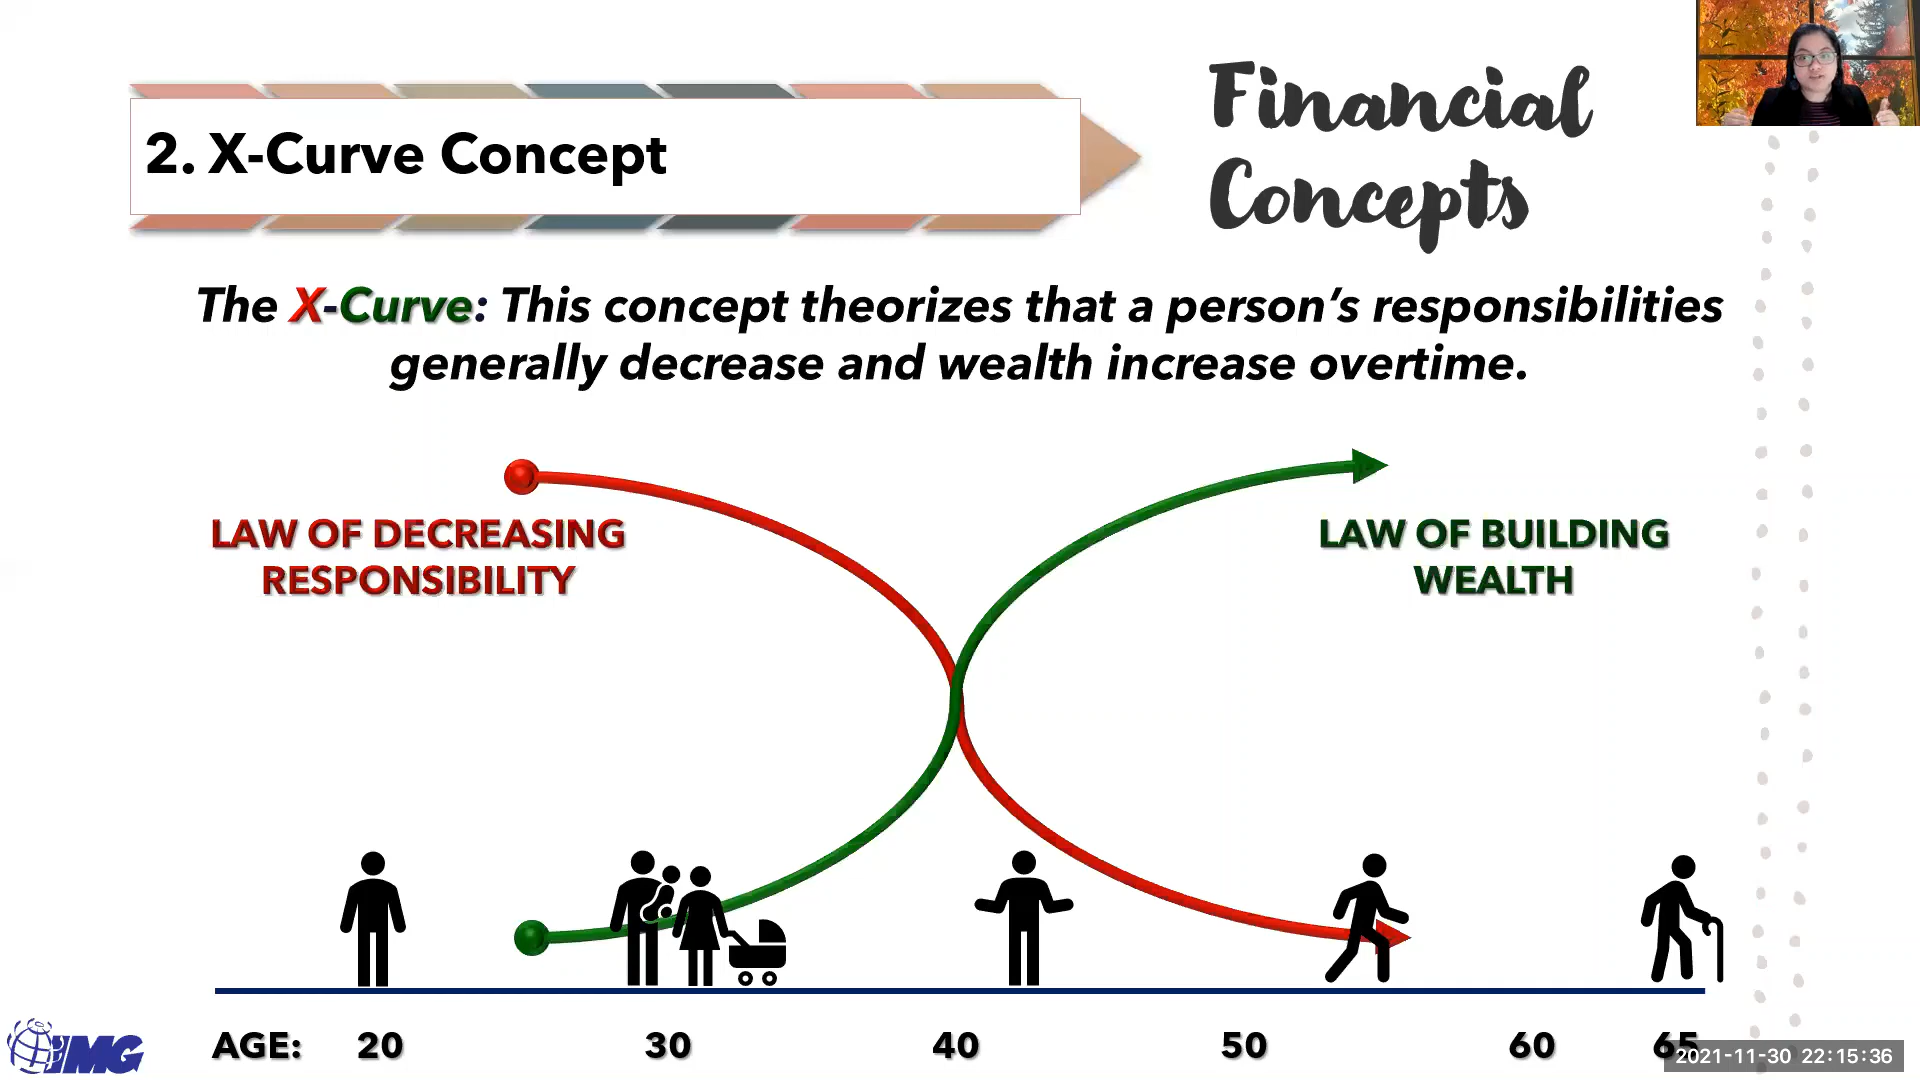 2. X-Curve Concept
Financial
Concepts
The X-Curve: This concept theorizes that a person’s responsibilities
generally decrease and wealth increase overtime.
LAW OF DECREASING
RESPONSIBILITY
LAW OF BUILDING
WEALTH
AGE: 20 30 40 50 60 65
IMG
2021-11-30 22:15:36